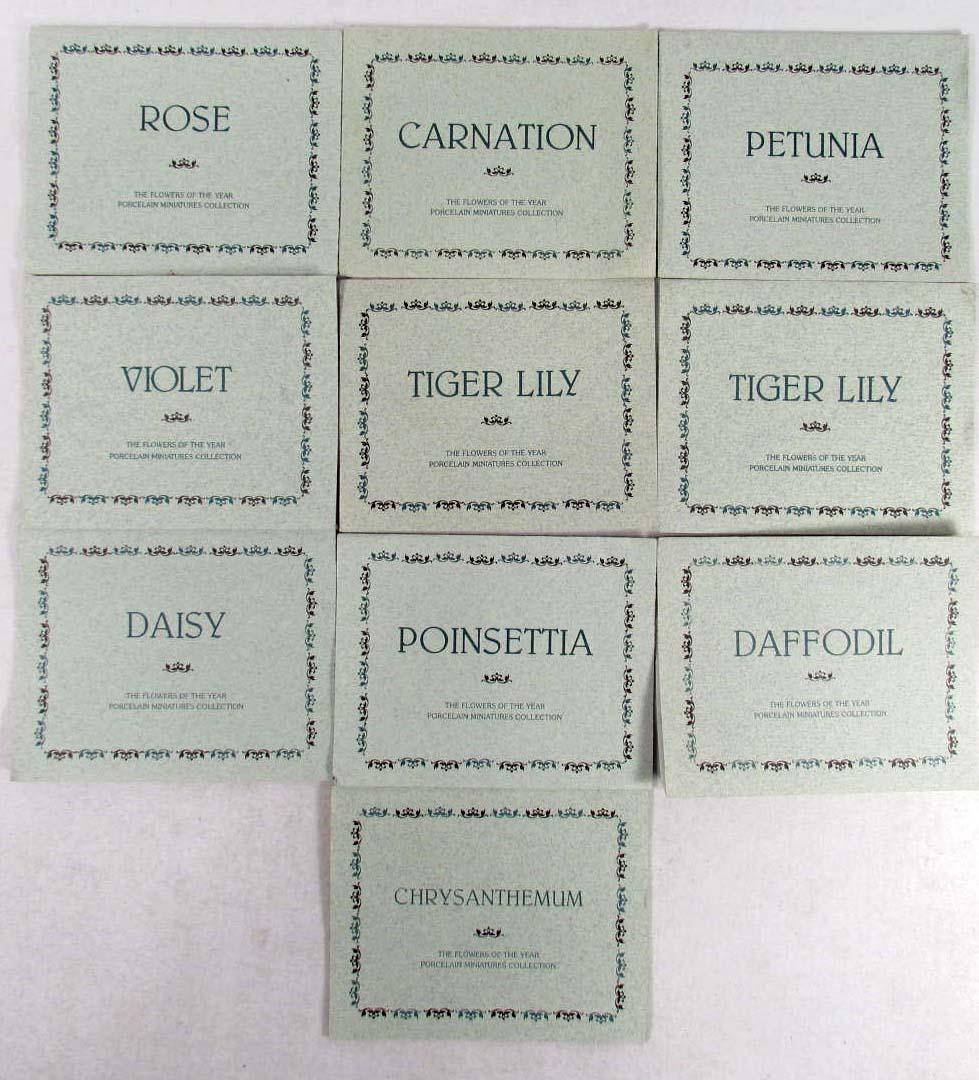 ROSE
THE FLOWERS OF THE YEAR
PORCELAIN MINIATURES COLLECTION
CARNATION
THE FLOWERS OF THE YEAR
PORCELAIN MINIATURES COLLECTION
PETUNIA
THE FLOWERS OF THE YEAR
PORCELAIN MINIATURES COLLECTION
VIOLET
THE FLOWERS OF THE YEAR
PORCELAIN MINIATURES COLLECTION
TIGER LILY
THE FLOWERS OF THE YEAR
PORCELAIN MINIATURES COLLECTION
TIGER LILY
THE FLOWERS OF THE YEAR
PORCELAIN MINIATURES COLLECTION
DAISY
THE FLOWERS OF THE YEAR
PORCELAIN MINIATURES COLLECTION
POINSETTIA
THE FLOWERS OF THE YEAR
PORCELAIN MINIATURES COLLECTION
DAFFODIL
THE FLOWERS OF THE YEAR
PORCELAIN MINIATURES COLLECTION
CHRYSANTHEMUM
THE FLOWERS OF THE YEAR
PORCELAIN MINIATURES COLLECTION